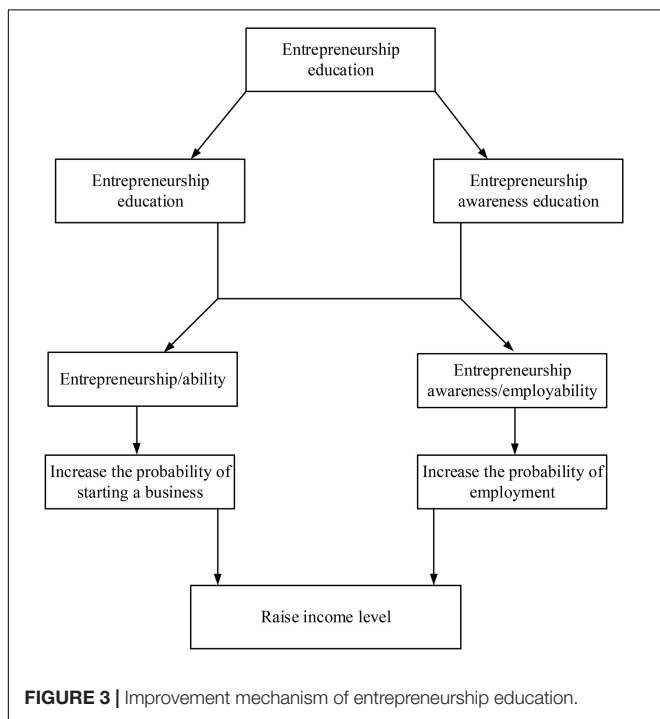 Entrepreneurship
education
Entrepreneurship
education
Entrepreneurship
awareness education
Entrepreneurship/ability
Entrepreneurship
awareness/employability
Increase the probability of
starting a business
Increase the probability of
employment
Raise income level
FIGURE 3 | Improvement mechanism of entrepreneurship education.